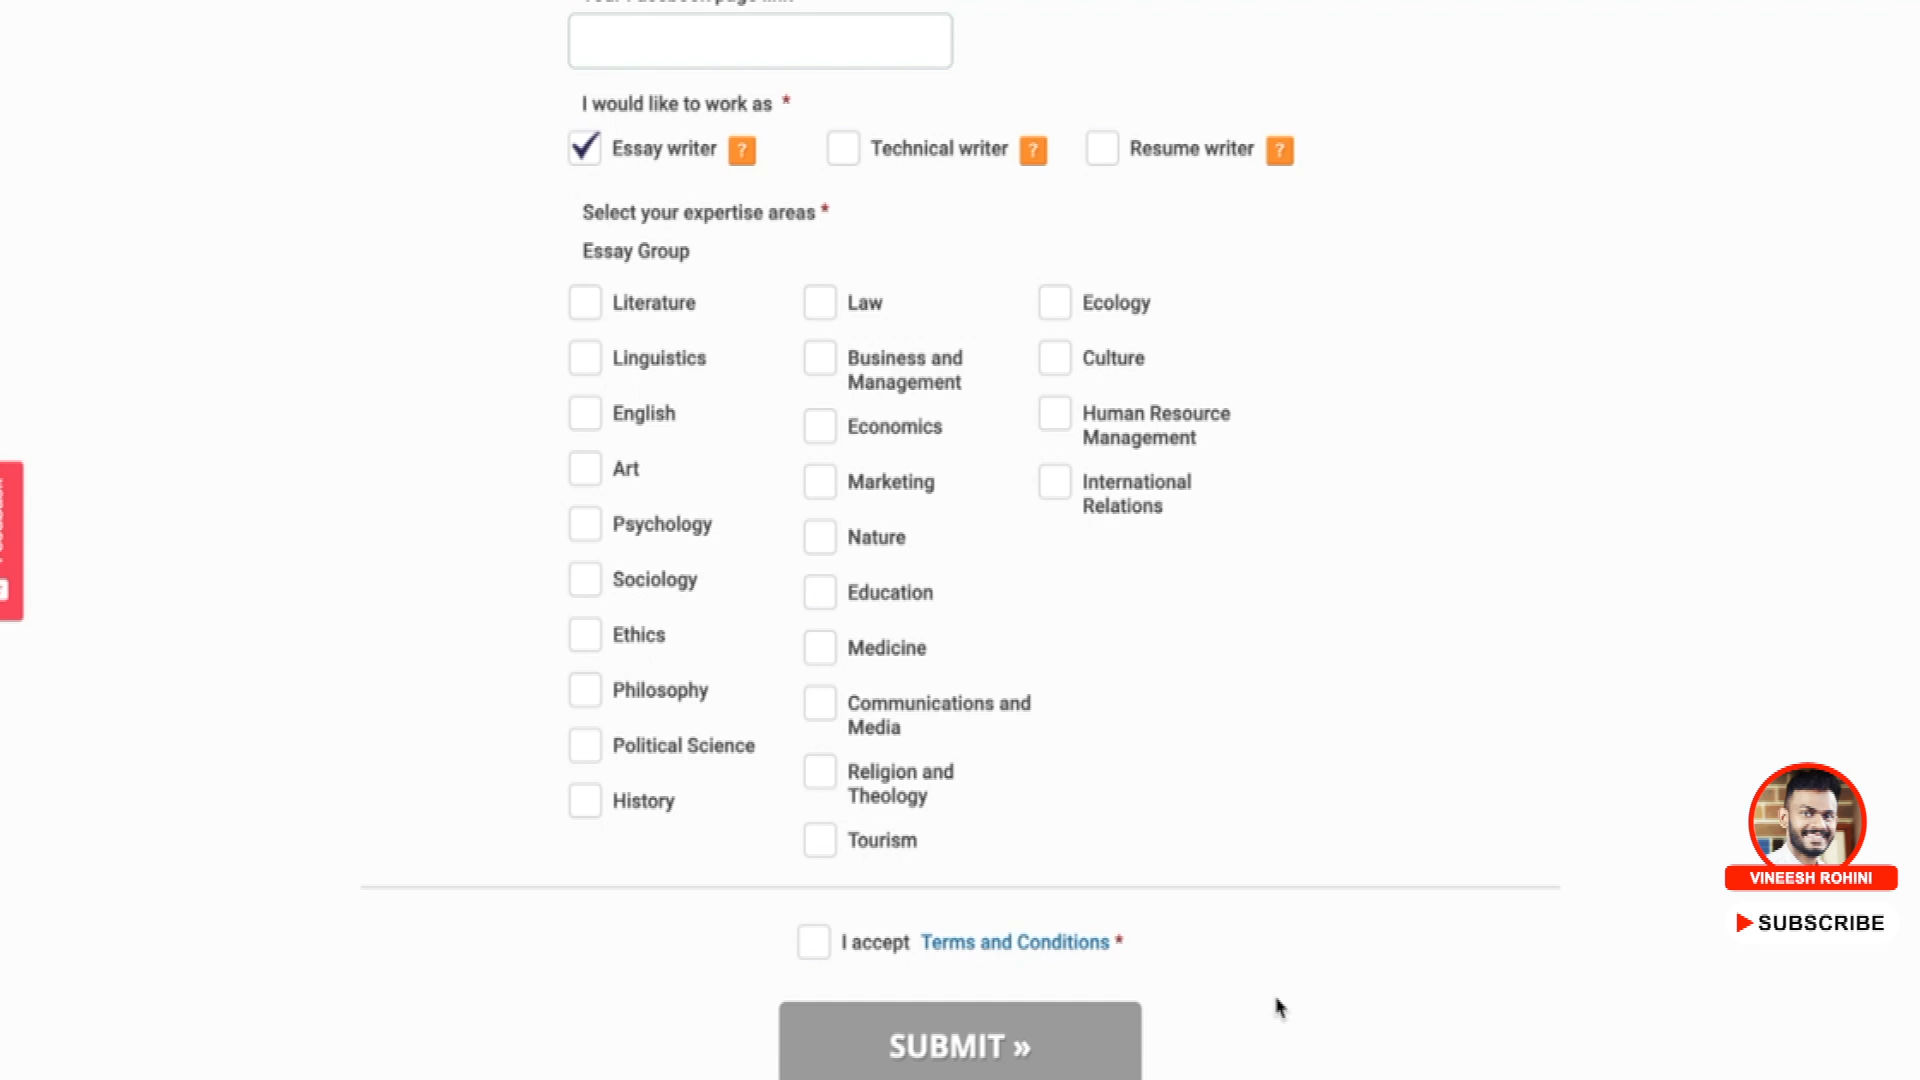 I would like to work as *
Essay writer ? Technical writer ? Resume writer ?
Select your expertise areas *
Essay Group
Literature
Linguistics
English
Art
Psychology
Sociology
Ethics
Philosophy
Political Science
History
Law
Business and
Management
Economics
Marketing
Nature
Education
Medicine
Communications and
Media
Religion and
Theology
Tourism
Ecology
Culture
Human Resource
Management
International
Relations
I accept Terms and Conditions *
SUBMIT »
VINEESH ROHINI
SUBSCRIBE